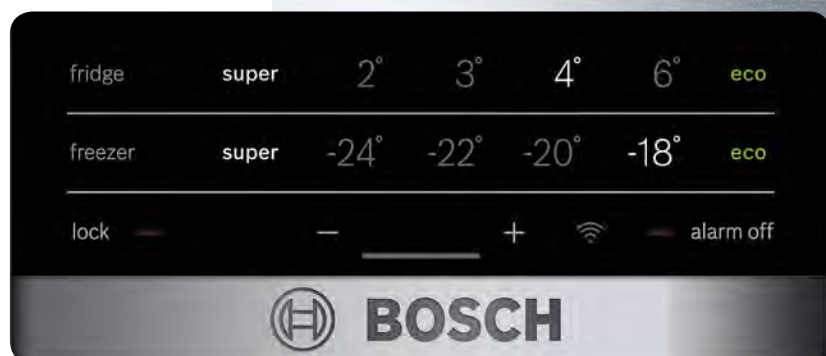 fridge super 2° 3° 4° 6° eco
freezer super -24° -22° -20° -18° eco
lock − + alarm off
BOSCH